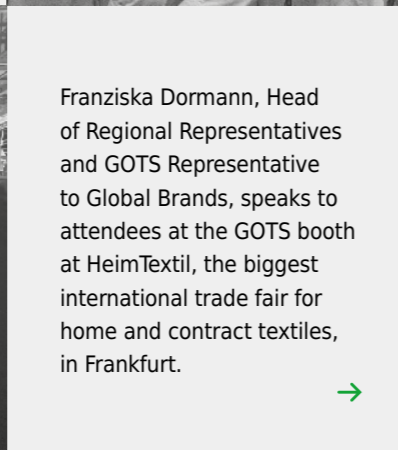 Franziska Dormann, Head
of Regional Representatives
and GOTS Representative
to Global Brands, speaks to
attendees at the GOTS booth
at HeimTextil, the biggest
international trade fair for
home and contract textiles,
in Frankfurt.